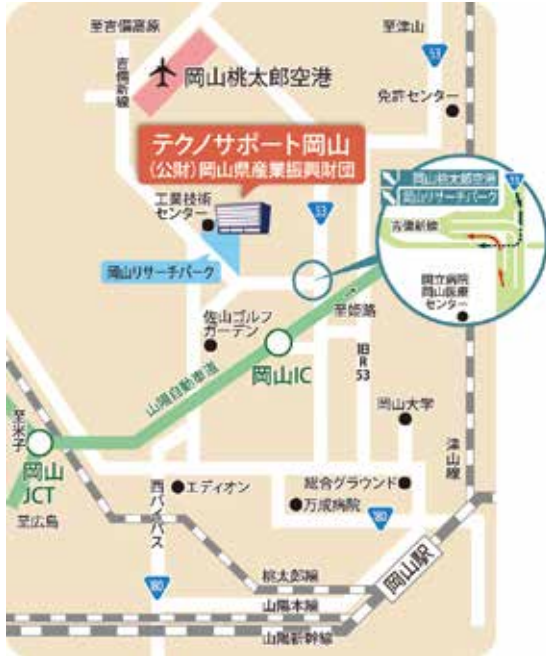 至吉備高原
至津山
53
吉備新線
岡山桃太郎空港
免許センター
テクノサポート岡山
(公財)岡山県産業振興財団
岡山桃太郎空港
岡山リサーチパーク
53
吉備新線
工業技術
センター
53
岡山リサーチパーク
国立病院
岡山医療
センター
至姫路
佐山ゴルフ
ガーデン
岡山IC
旧R53
山陽自動車道
岡山大学
至米子
岡山
JCT
津山線
至広島
西バイパス
エディオン
総合グラウンド
万成病院
180
岡山駅
180
桃太郎線
山陽本線
山陽新幹線